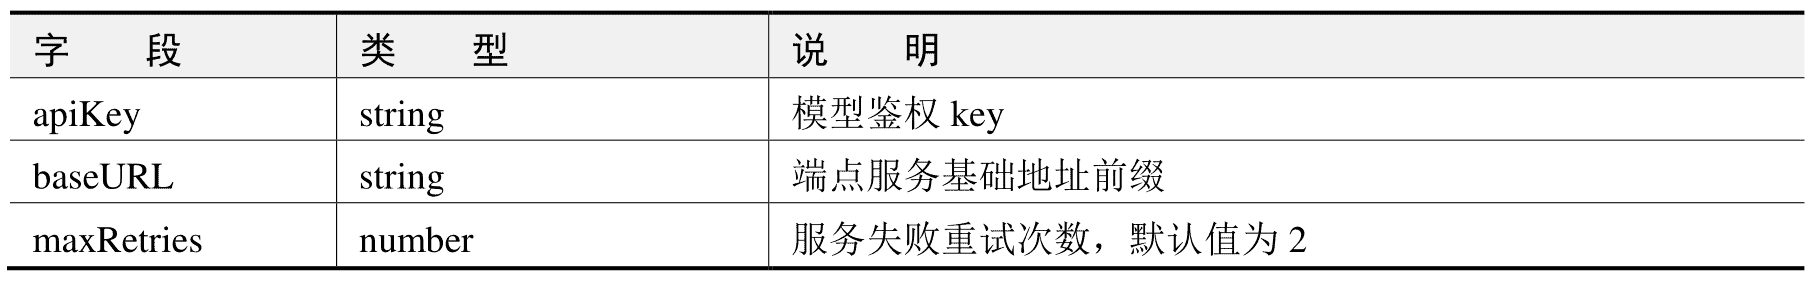 字 段 类 型 说 明
apiKey string 模型鉴权 key
baseURL string 端点服务基础地址前缀
maxRetries number 服务失败重试次数，默认值为 2